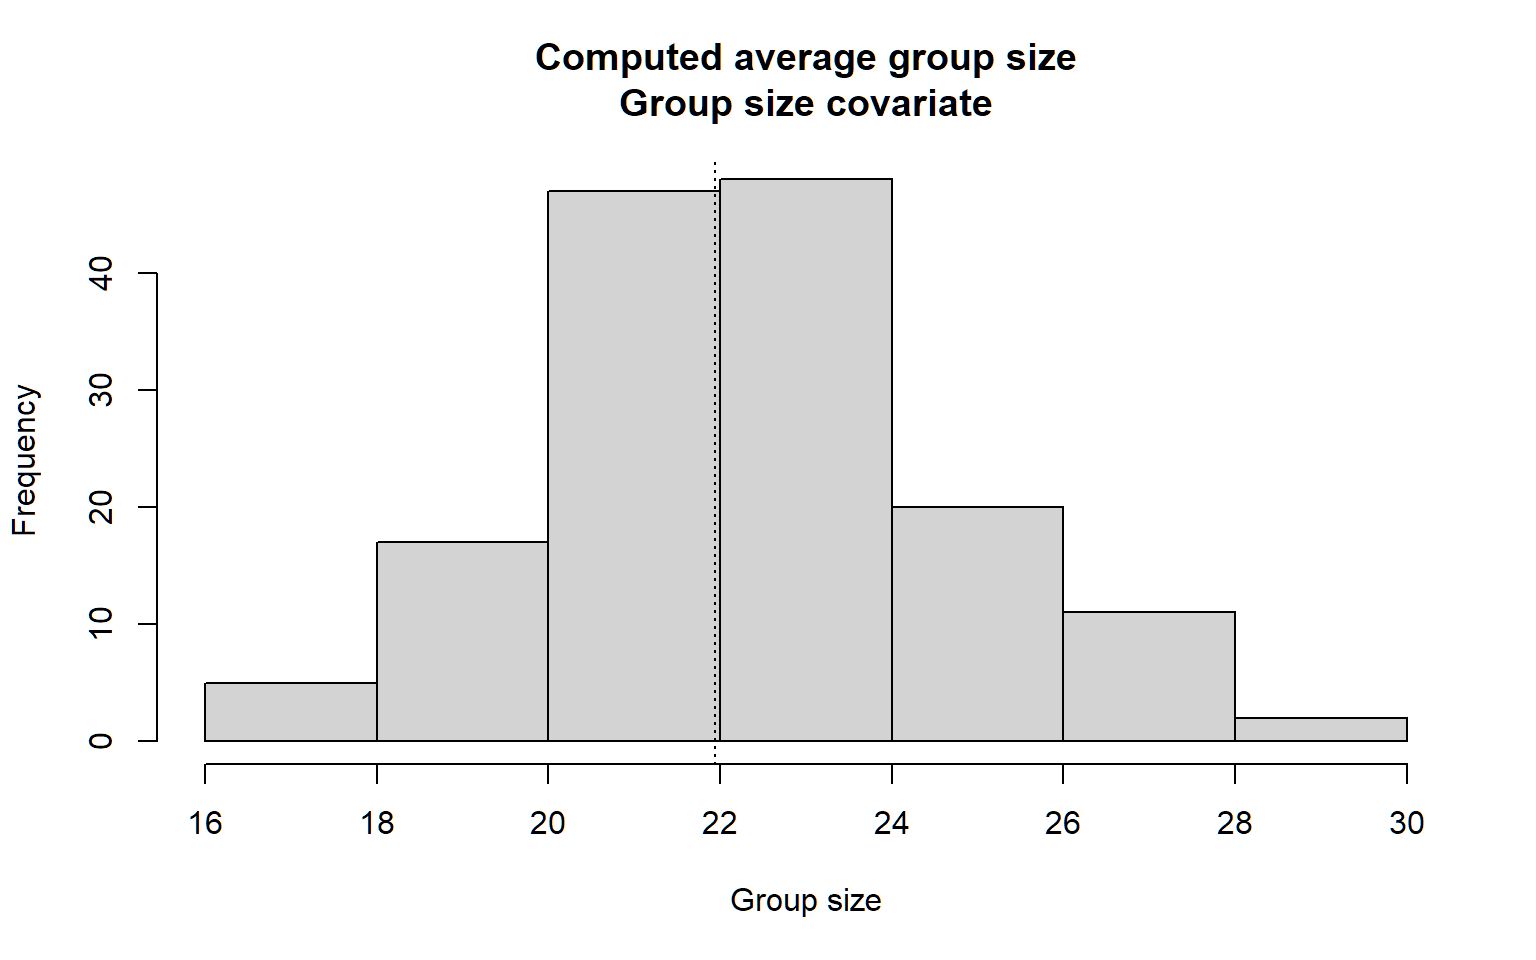 Computed average group size
Group size covariate
Frequency
40
30
20
10
0
16 18 20 22 24 26 28 30
Group size